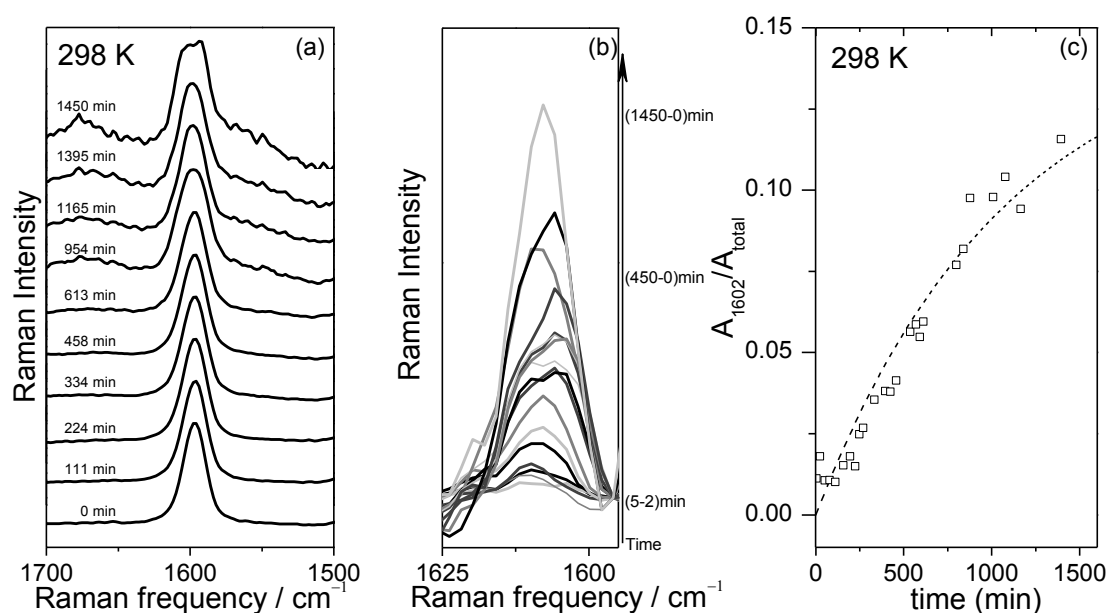 298 K
(a)
1450 min
1395 min
1165 min
954 min
613 min
458 min
334 min
224 min
111 min
0 min
Raman Intensity
1700
1600
1500
Raman frequency / cm⁻¹
(b)
(1450-0)min
(450-0)min
(5-2)min
Time
Raman Intensity
1625
1600
Raman frequency / cm⁻¹
298 K
(c)
0.15
0.10
0.05
0.00
A₁₆₀₂/A_total
0
500
1000
1500
time (min)